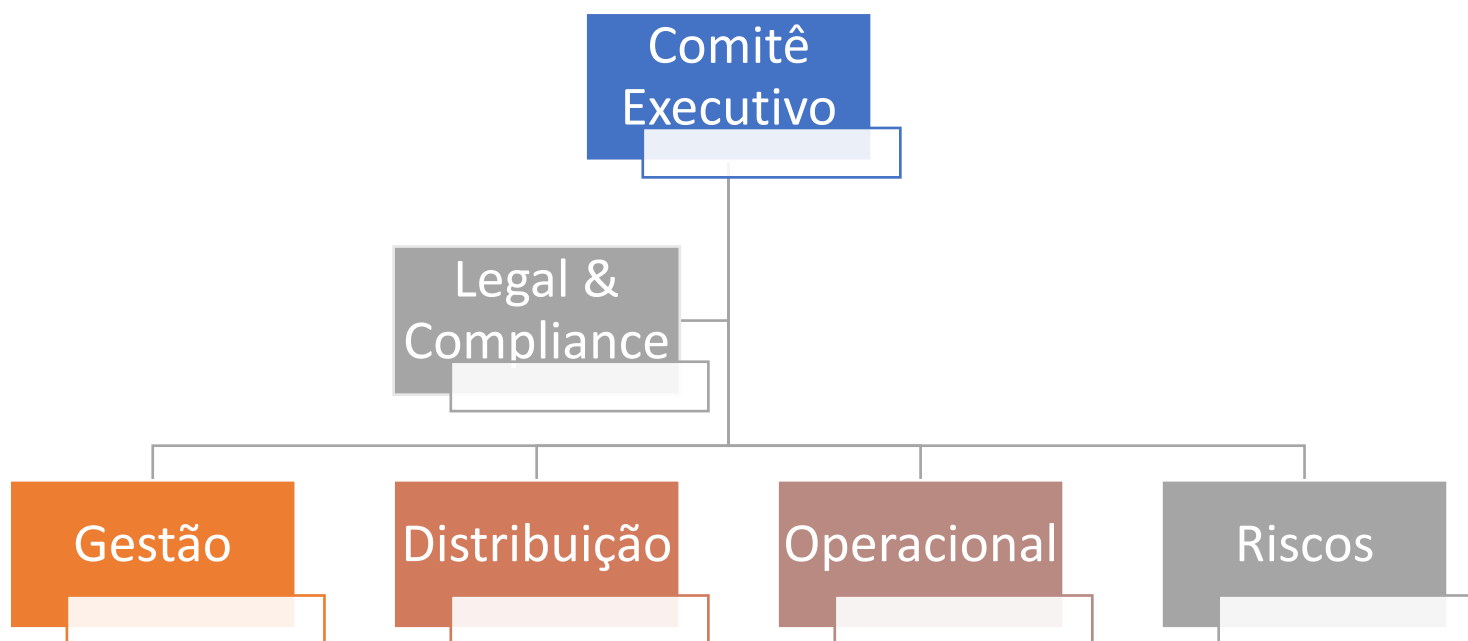 Comitê
Executivo
Legal &
Compliance
Gestão
Distribuição
Operacional
Riscos